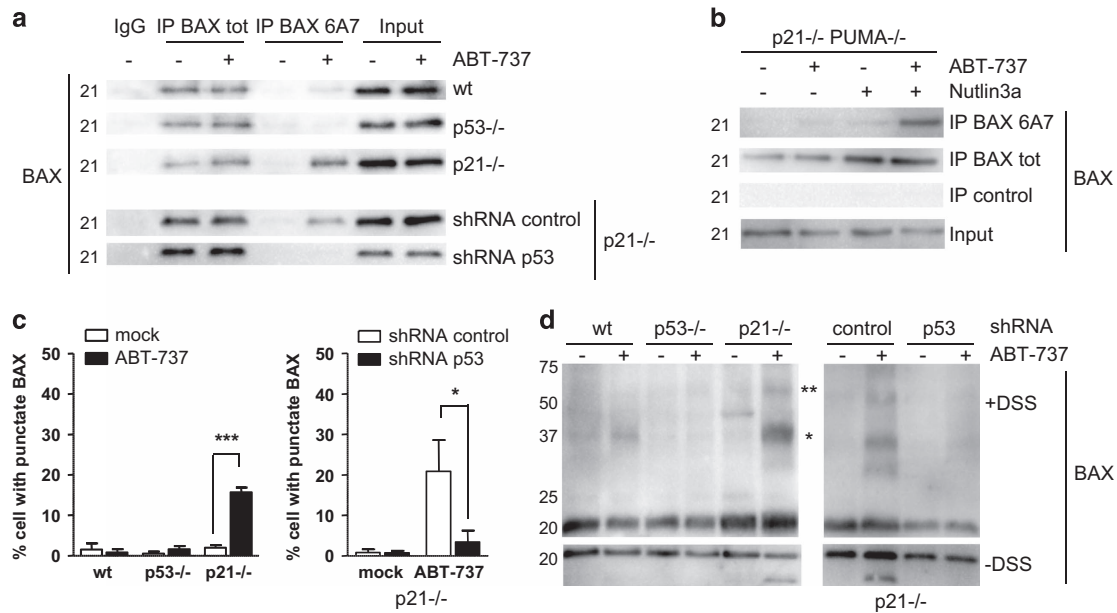 a
IgG IP BAX tot IP BAX 6A7 Input
- - + - + - + ABT-737
21 wt
21 p53-/-
21 p21-/-
BAX
21 shRNA control
21 shRNA p53
p21-/-
b
p21-/- PUMA-/-
- + - + ABT-737
- - + + Nutlin3a
21 IP BAX 6A7
21 IP BAX tot
21 IP control
21 Input
BAX
c
mock
ABT-737
% cell with punctate BAX
50
40
30
20
10
0
***
wt p53-/- p21-/-
shRNA control
shRNA p53
% cell with punctate BAX
50
40
30
20
10
0
*
mock ABT-737
p21-/-
d
wt p53-/- p21-/- control p53 shRNA
- + - + - + - + - + ABT-737
75
50 ** +DSS
37 *
25
20
20 -DSS
BAX
p21-/-